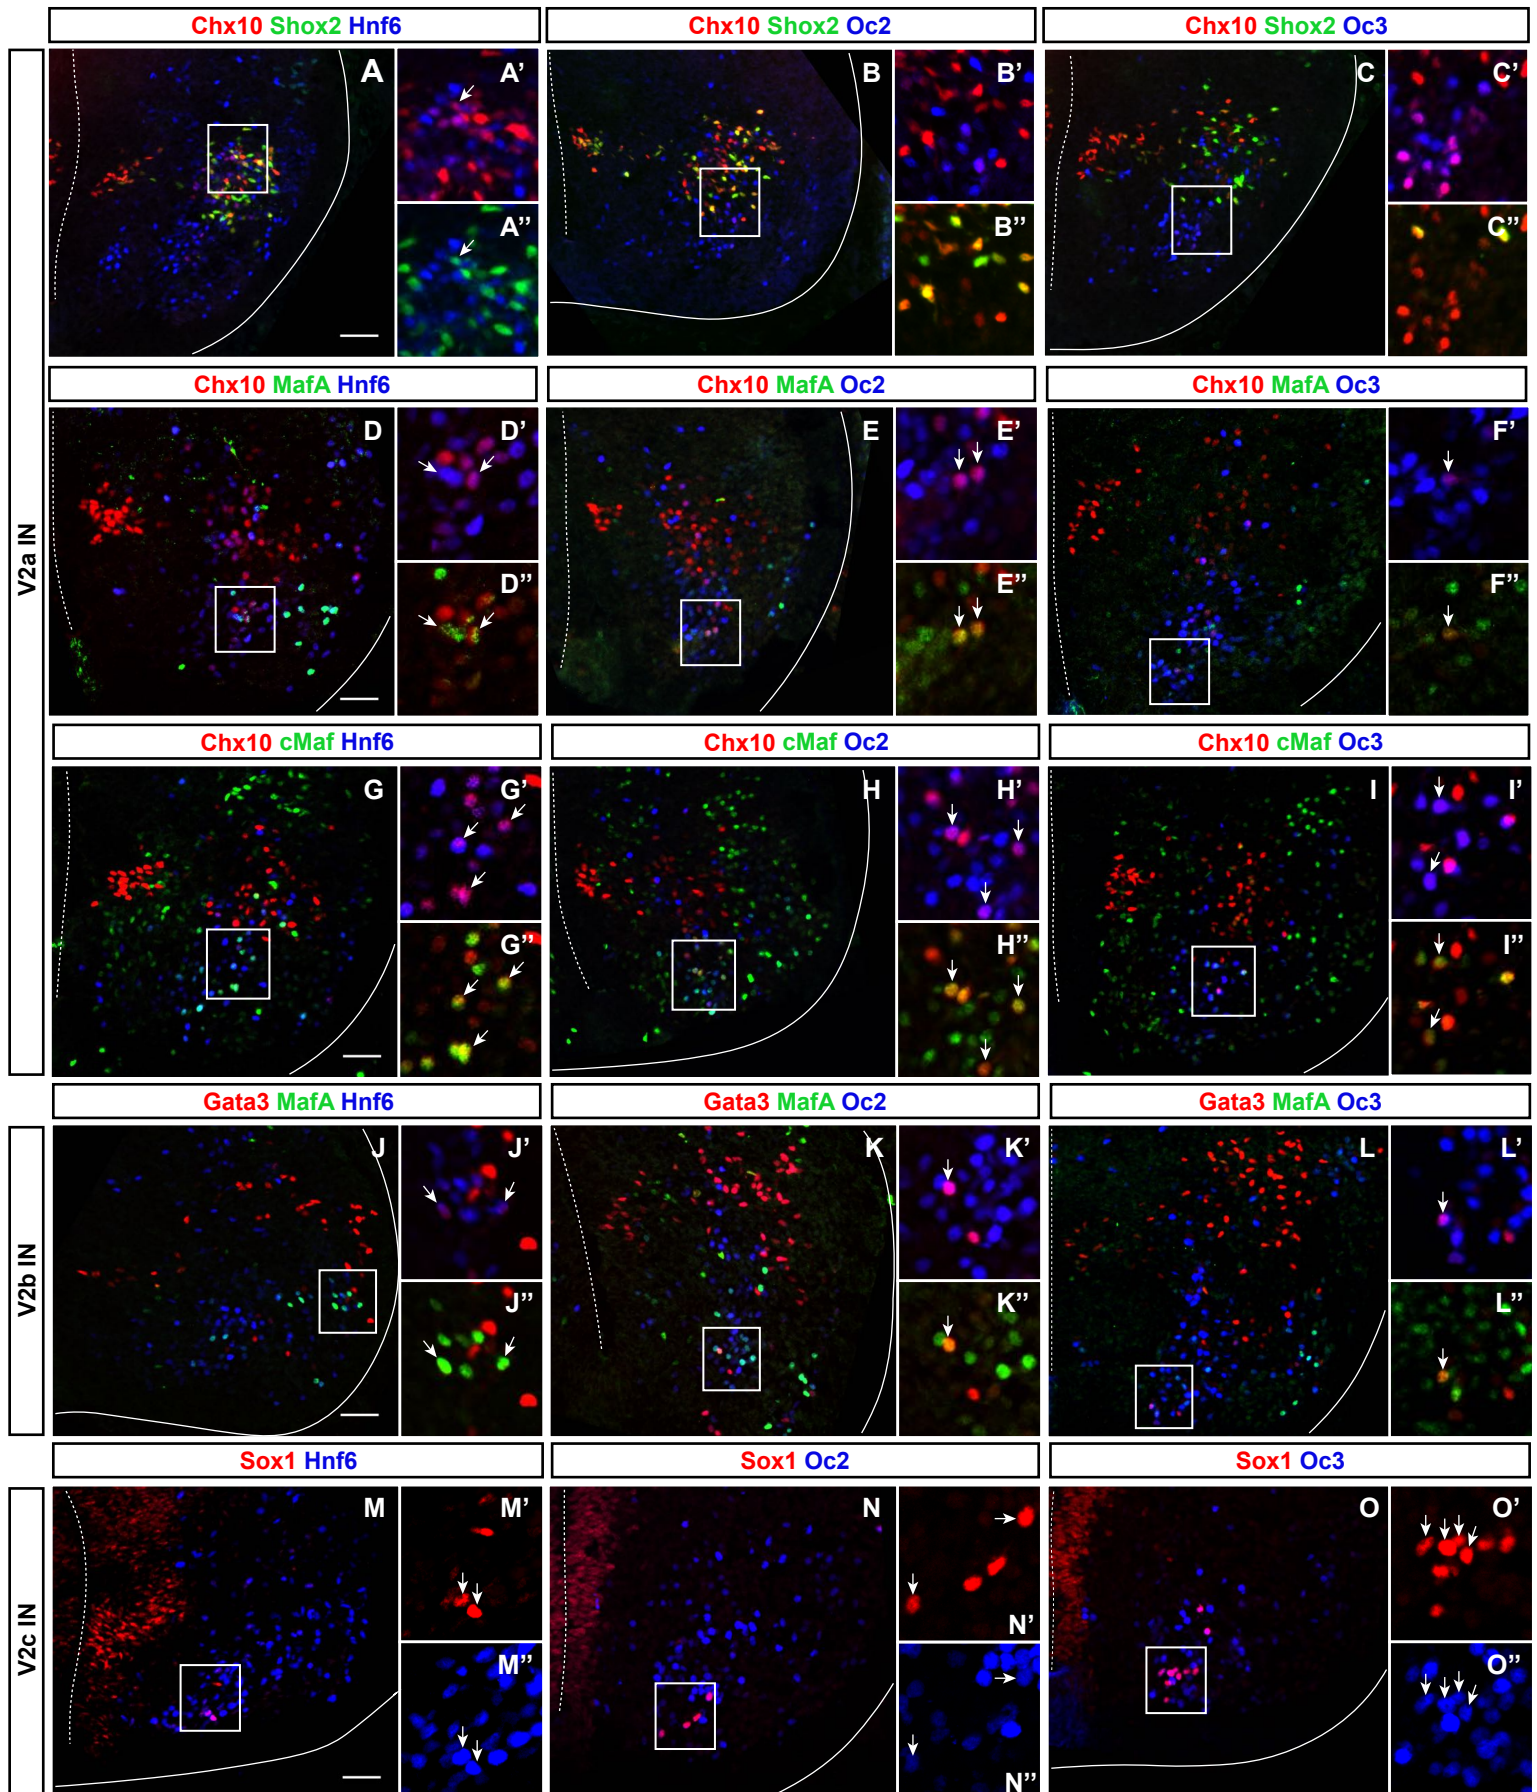 Chx10 Shox2 Hnf6
Chx10 Shox2 Oc2
Chx10 Shox2 Oc3
A
A’
A’’
B
B’
B’’
C
C’
C’’
V2a IN
Chx10 MafA Hnf6
Chx10 MafA Oc2
Chx10 MafA Oc3
D
D’
D’’
E
E’
E’’
F
F’
F’’
Chx10 cMaf Hnf6
Chx10 cMaf Oc2
Chx10 cMaf Oc3
G
G’
G’’
H
H’
H’’
I
I’
I’’
V2b IN
Gata3 MafA Hnf6
Gata3 MafA Oc2
Gata3 MafA Oc3
J
J’
J’’
K
K’
K’’
L
L’
L’’
V2c IN
Sox1 Hnf6
Sox1 Oc2
Sox1 Oc3
M
M’
M’’
N
N’
N’’
O
O’
O’’